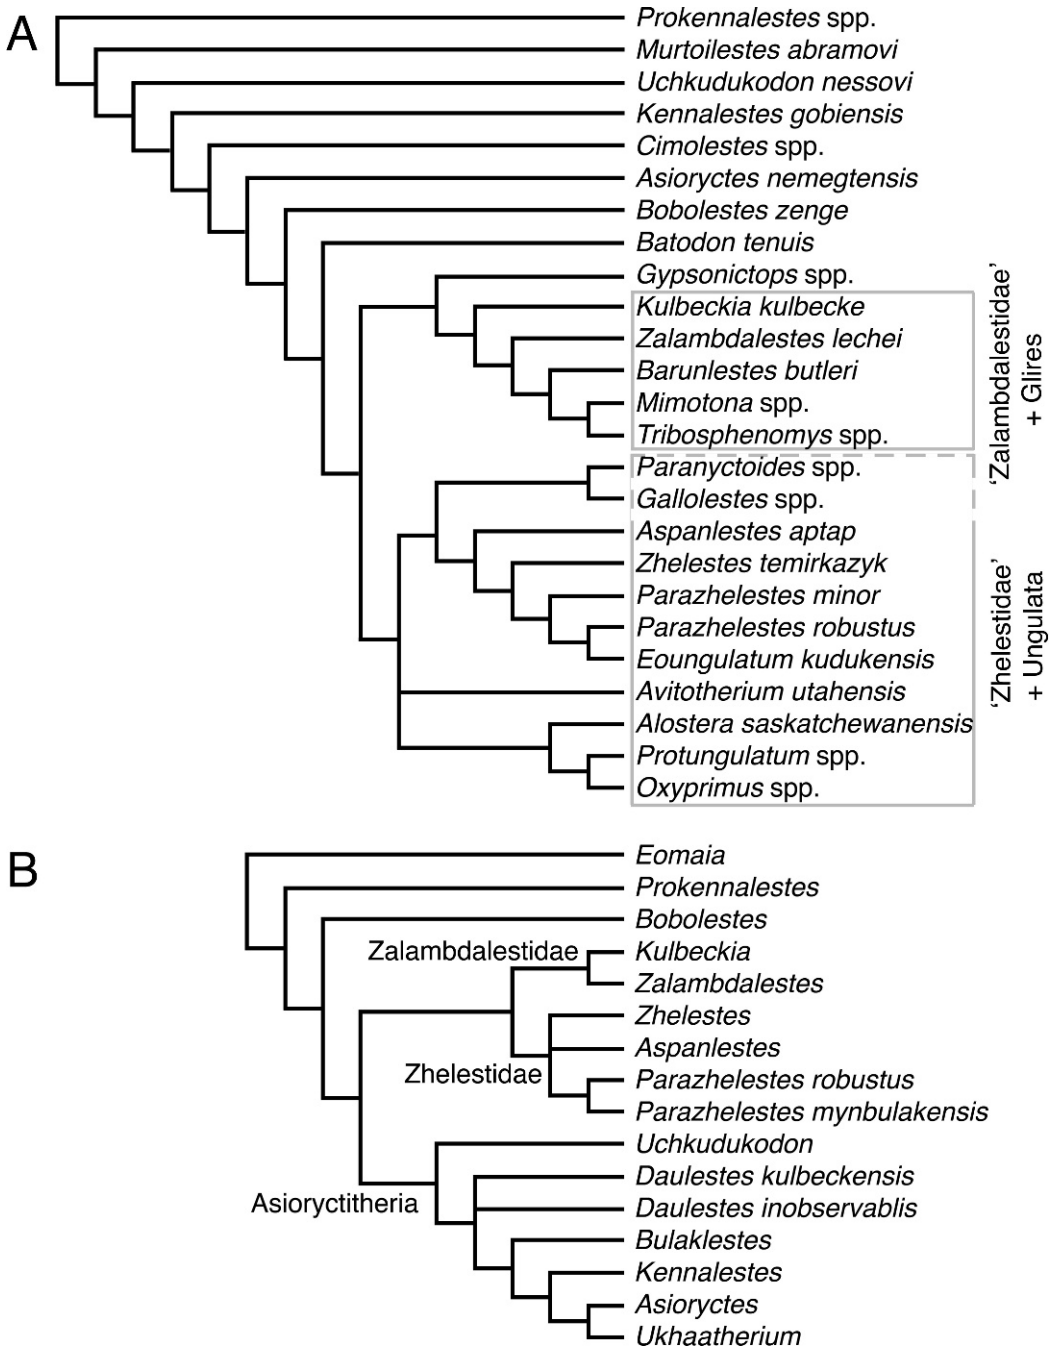 A
Prokennalestes spp.
Murtoilestes abramovi
Uchkudukodon nessovi
Kennalestes gobiensis
Cimolestes spp.
Asioryctes nemegtensis
Bobolestes zenge
Batodon tenuis
Gypsonictops spp.
Kulbeckia kulbecke
Zalambdalestes lechei
Barunlestes butleri
Mimotona spp.
Tribosphenomys spp.
‘Zalambdalestidae’
+ Glires
Paranyctoides spp.
Gallolestes spp.
Aspanlestes aptap
Zhelestes temirkazyk
Parazhelestes minor
Parazhelestes robustus
Eoungulatum kudukensis
Avitotherium utahensis
Alostera saskatchewanensis
Protungulatum spp.
Oxyprimus spp.
‘Zhelestidae’
+ Ungulata
B
Eomaia
Prokennalestes
Bobolestes
Zalambdalestidae
Kulbeckia
Zalambdalestes
Zhelestes
Aspanlestes
Zhelestidae
Parazhelestes robustus
Parazhelestes mynbulakensis
Uchkudukodon
Daulestes kulbeckensis
Asioryctitheria
Daulestes inobservablis
Bulaklestes
Kennalestes
Asioryctes
Ukhaatherium